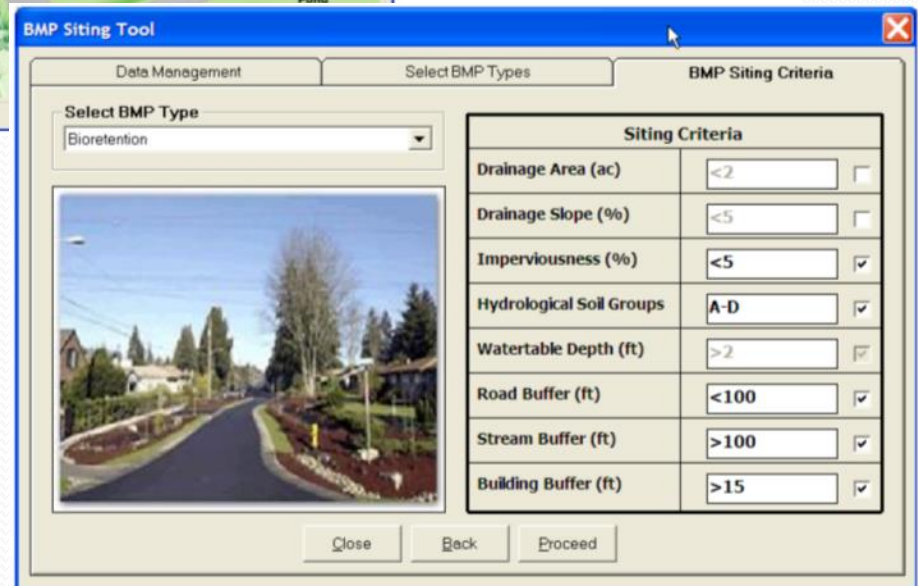 BMP Siting Tool
Data Management
Select BMP Types
BMP Siting Criteria
Select BMP Type
Bioretention
Siting Criteria
Drainage Area (ac) <2
Drainage Slope (%) <5
Imperviousness (%) <5
Hydrological Soil Groups A-D
Watertable Depth (ft) >2
Road Buffer (ft) <100
Stream Buffer (ft) >100
Building Buffer (ft) >15
Close Back Proceed